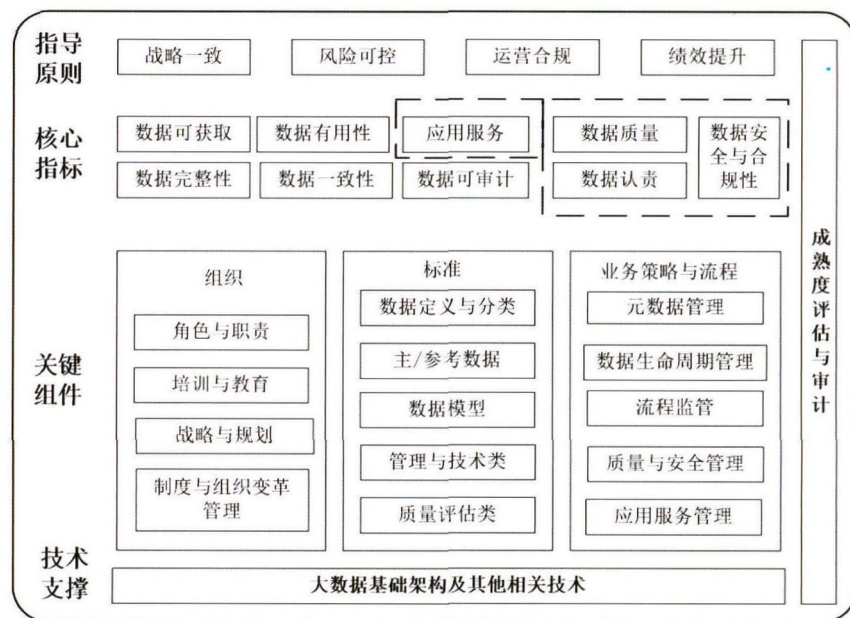 指导
原则
战略一致
风险可控
运营合规
绩效提升
核心
指标
数据可获取
数据有用性
应用服务
数据质量
数据安
全与合
规性
数据完整性
数据一致性
数据可审计
数据认责
关键
组件
组织
角色与职责
培训与教育
战略与规划
制度与组织变革
管理
标准
数据定义与分类
主/参考数据
数据模型
管理与技术类
质量评估类
业务策略与流程
元数据管理
数据生命周期管理
流程监管
质量与安全管理
应用服务管理
技术
支撑
大数据基础架构及其他相关技术
成熟度评估与审计